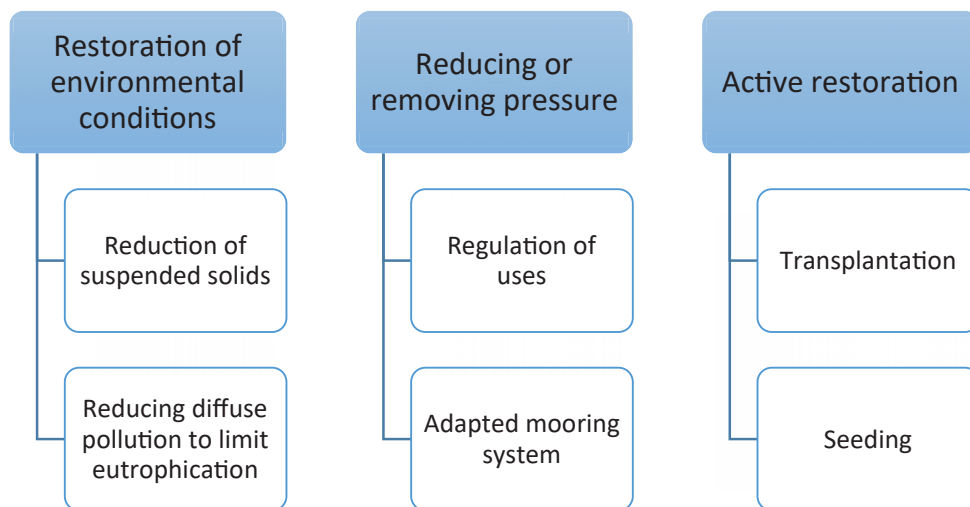 Restoration of
environmental
conditions
Reduction of
suspended solids
Reducing diffuse
pollution to limit
eutrophication
Reducing or
removing pressure
Regulation of
uses
Adapted mooring
system
Active restoration
Transplantation
Seeding